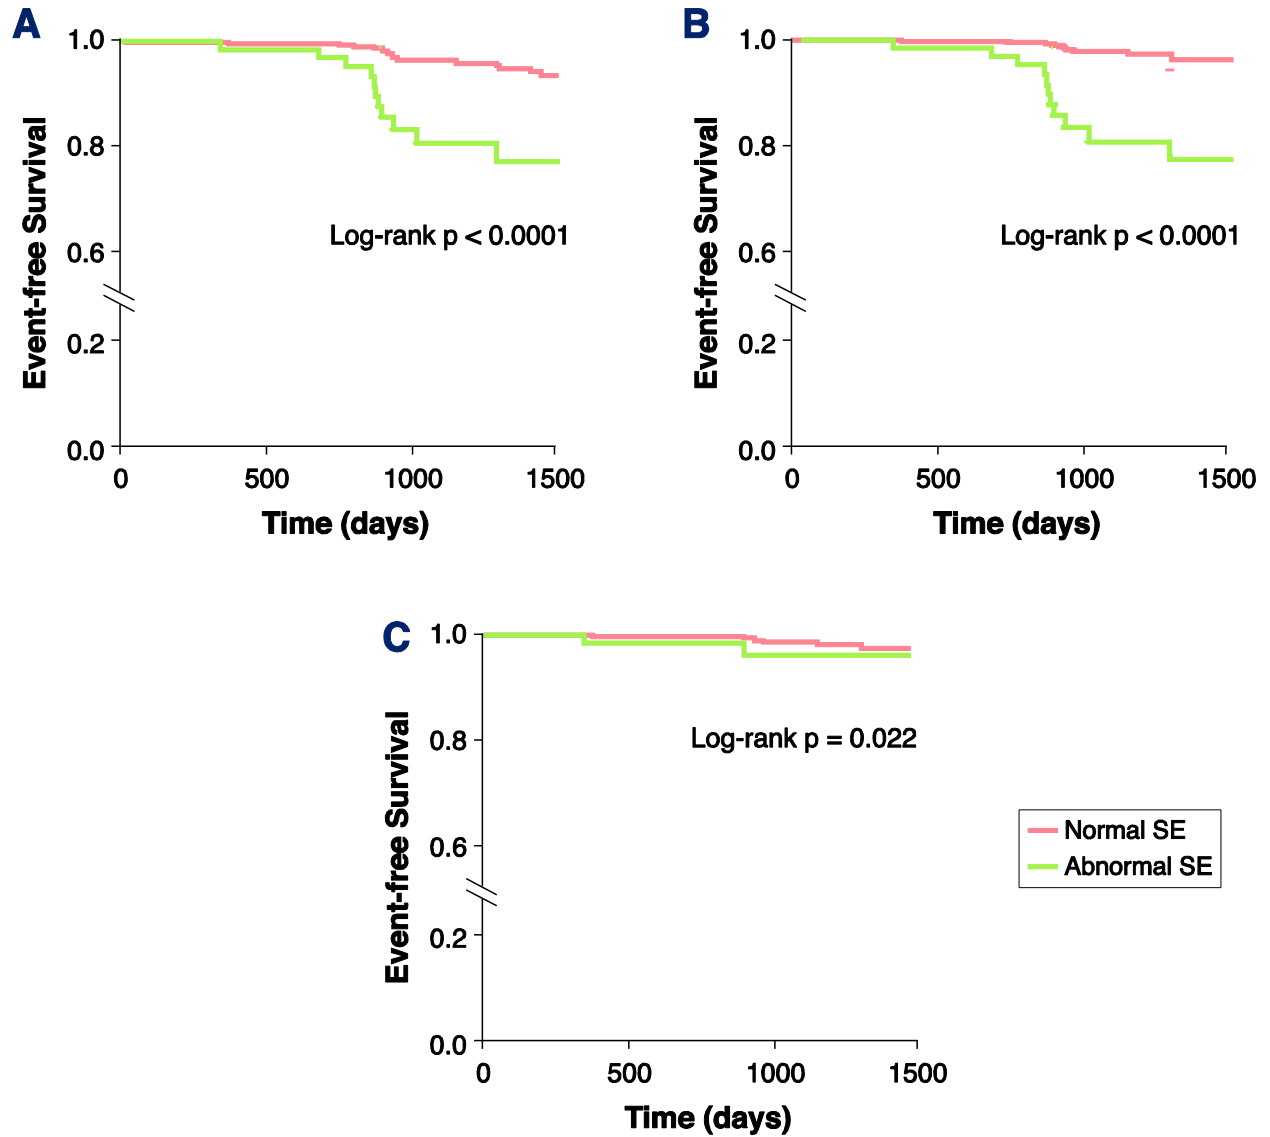 A
1.0
0.8
0.6
0.2
0.0
Event-free Survival
Log-rank p < 0.0001
0 500 1000 1500
Time (days)
B
1.0
0.8
0.6
0.2
0.0
Event-free Survival
Log-rank p < 0.0001
0 500 1000 1500
Time (days)
C
1.0
0.8
0.6
0.2
0.0
Event-free Survival
Log-rank p = 0.022
0 500 1000 1500
Time (days)
Normal SE
Abnormal SE